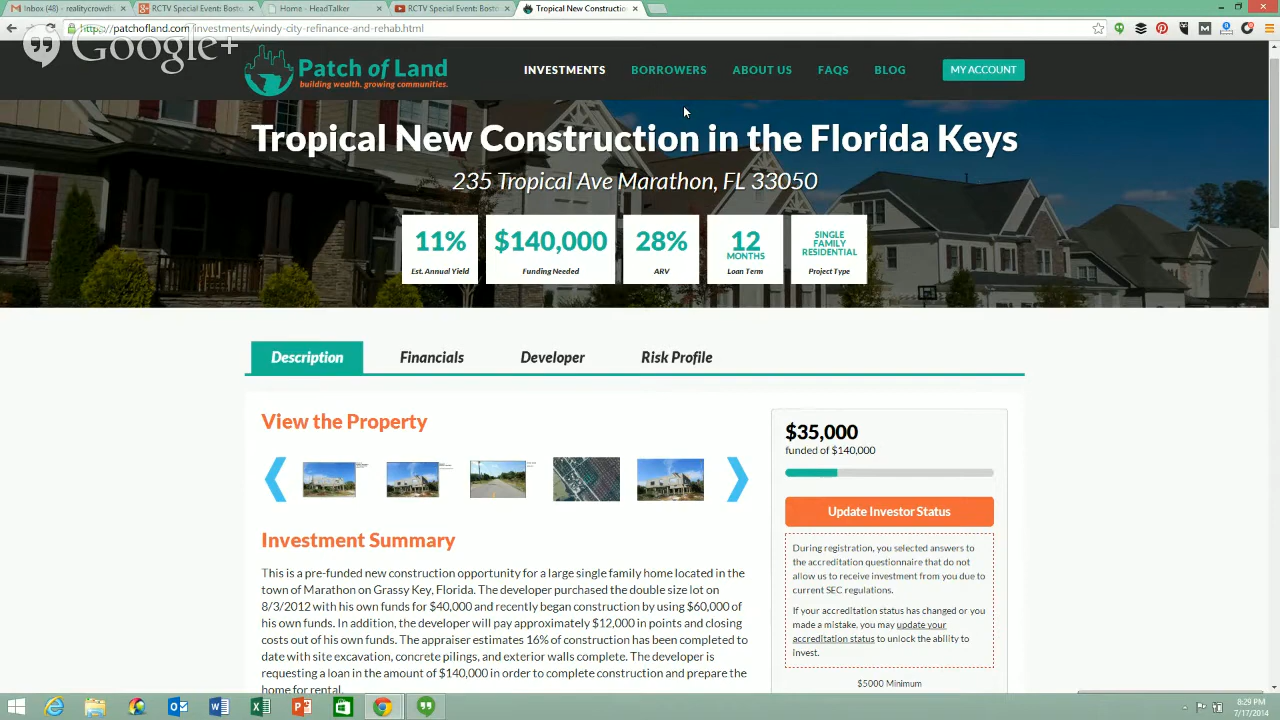 Inbox (48) - realitycrowdt
RCTV Special Event: Bosto
Home - HeadTalker
RCTV Special Event: Bosto
Tropical New Constructio
https://patchofland.com/investments/windy-city-refinance-and-rehab.html
Google+
Patch of Land
building wealth. growing communities.
INVESTMENTS
BORROWERS
ABOUT US
FAQS
BLOG
MY ACCOUNT
Tropical New Construction in the Florida Keys
235 Tropical Ave Marathon, FL 33050
11%
Est. Annual Yield
$140,000
Funding Needed
28%
ARV
12
MONTHS
Loan Term
SINGLE
FAMILY
RESIDENTIAL
Project Type
Description
Financials
Developer
Risk Profile
View the Property
Investment Summary
This is a pre-funded new construction opportunity for a large single family home located in the
town of Marathon on Grassy Key, Florida. The developer purchased the double size lot on
8/3/2012 with his own funds for $40,000 and recently began construction by using $60,000 of
his own funds. In addition, the developer will pay approximately $12,000 in points and closing
costs out of his own funds. The appraiser estimates 16% of construction has been completed to
date with site excavation, concrete pilings, and exterior walls complete. The developer is
requesting a loan in the amount of $140,000 in order to complete construction and prepare the
home for rental.
$35,000
funded of $140,000
Update Investor Status
During registration, you selected answers to
the accreditation questionnaire that do not
allow us to receive investment from you due to
current SEC regulations.
If your accreditation status has changed or you
made a mistake, you may update your
accreditation status to unlock the ability to
invest.
$5000 Minimum
8:29 PM
7/17/2014